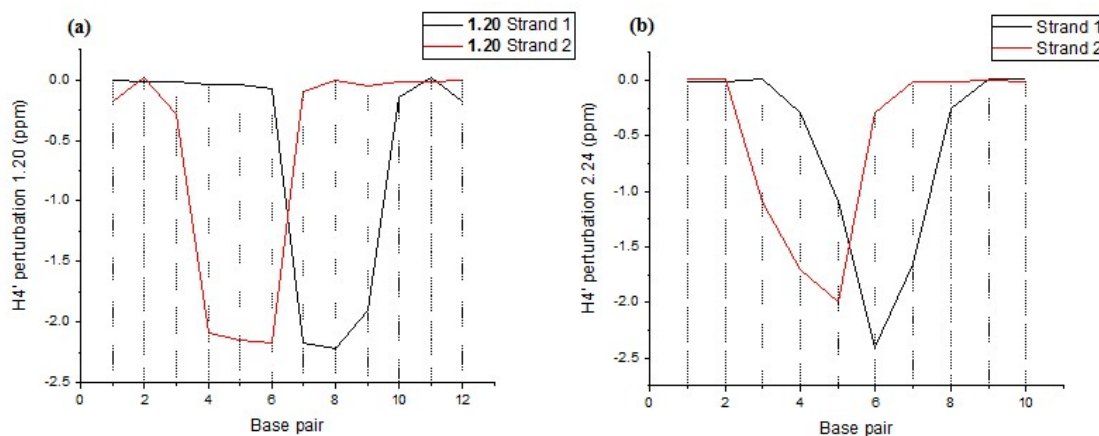 (a)
1.20 Strand 1
1.20 Strand 2
0.0
-0.5
-1.0
-1.5
-2.0
-2.5
H4' perturbation 1.20 (ppm)
0 2 4 6 8 10 12
Base pair
(b)
Strand 1
Strand 2
0.0
-0.5
-1.0
-1.5
-2.0
-2.5
H4' perturbation 2.24 (ppm)
0 2 4 6 8 10
Base pair